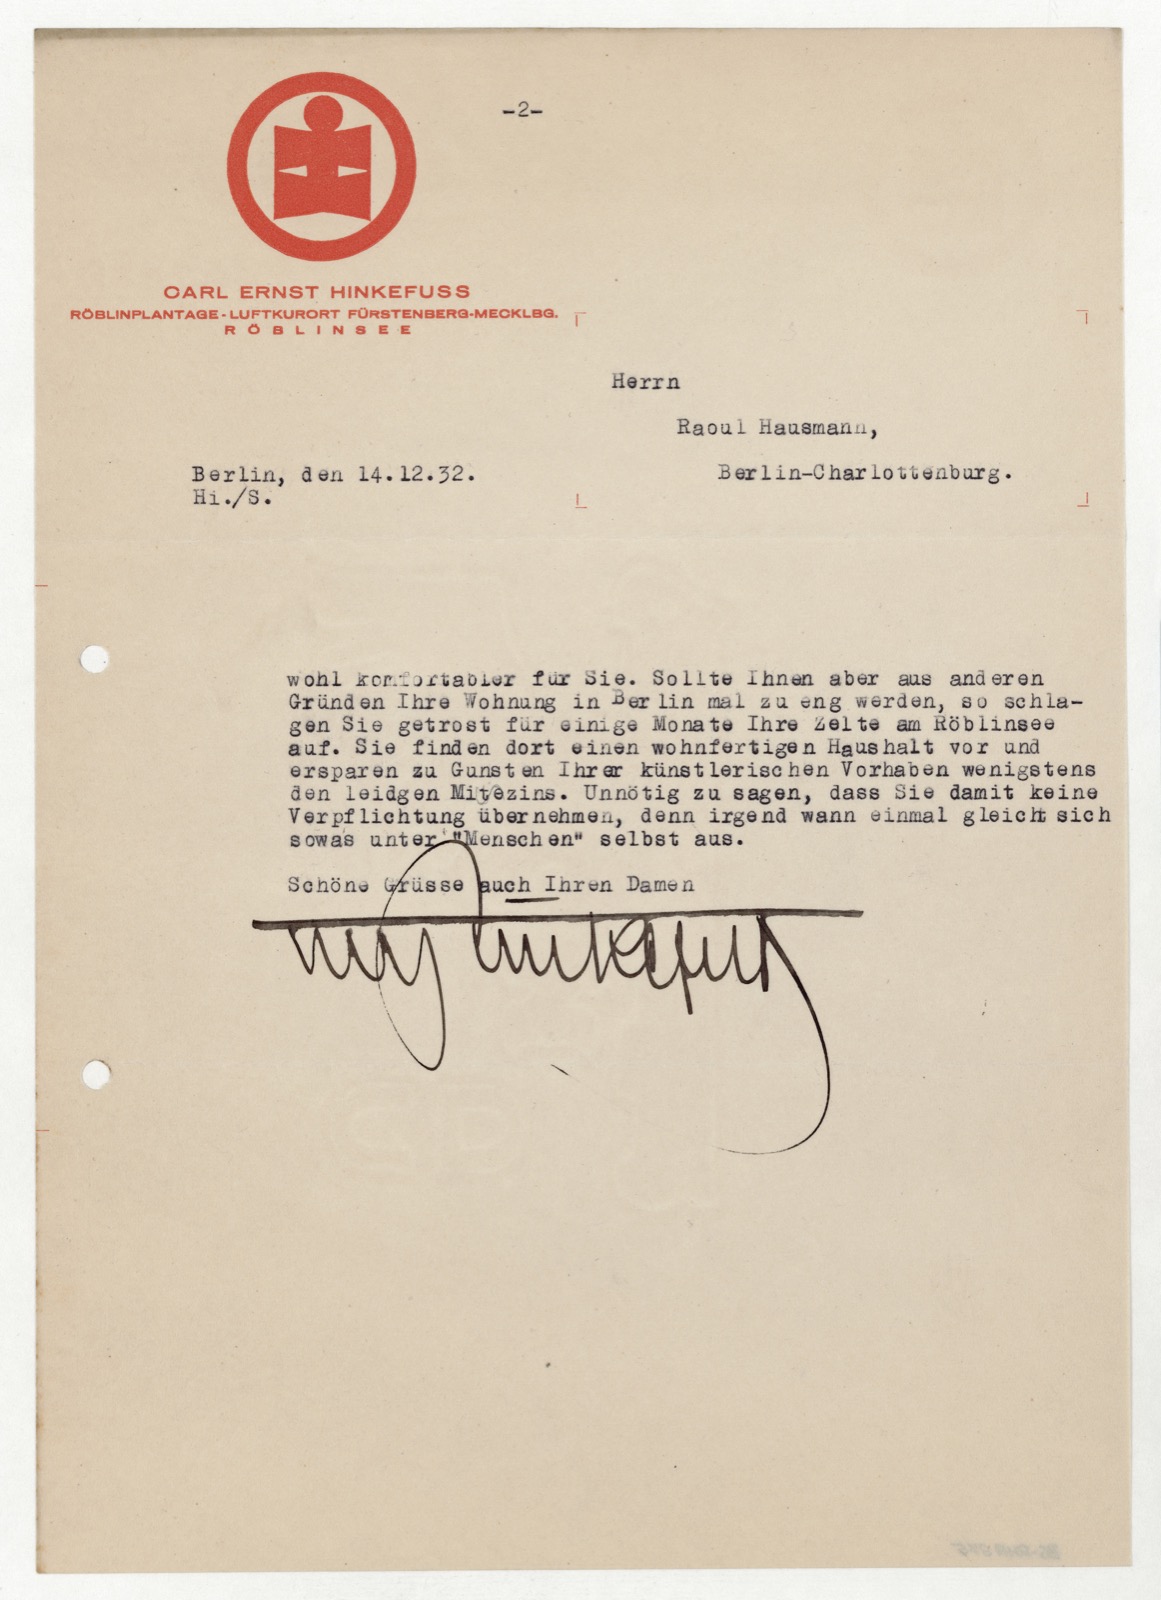 -2-
CARL ERNST HINKEFUSS
RÖBLINPLANTAGE - LUFTKURORT FÜRSTENBERG-MECKLBG.
RÖBLINSEE
Herrn
Raoul Hausmann,
Berlin-Charlottenburg.
Berlin, den 14.12.32.
Hi./S.
wohl komfortabler für Sie. Sollte Ihnen aber aus anderen
Gründen Ihre Wohnung in Berlin mal zu eng werden, so schla-
gen Sie getrost für einige Monate Ihre Zelte am Röblinsee
auf. Sie finden dort einen wohnfertigen Haushalt vor und
ersparen zu Gunsten Ihrer künstlerischen Vorhaben wenigstens
den leidgen Mitezins. Unnötig zu sagen, dass Sie damit keine
Verpflichtung übernehmen, denn irgend wann einmal gleicht sich
sowas unter "Menschen" selbst aus.
Schöne Grüsse auch Ihren Damen
Hinkefuß